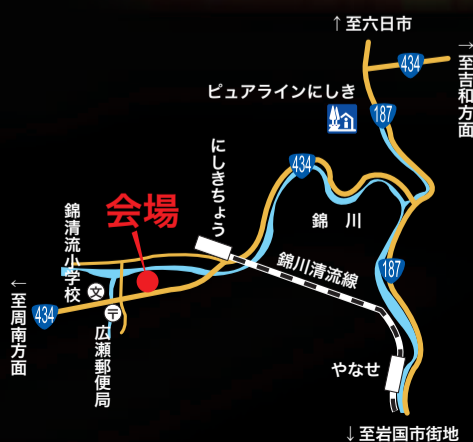 ↑至六日市
→至吉和方面
434
ピュアラインにしき
187
にしきちょう
434
会場
錦川
錦清流小学校
錦川清流線
187
←至周南方面
434
文
〒
広瀬郵便局
やなせ
↓至岩国市街地